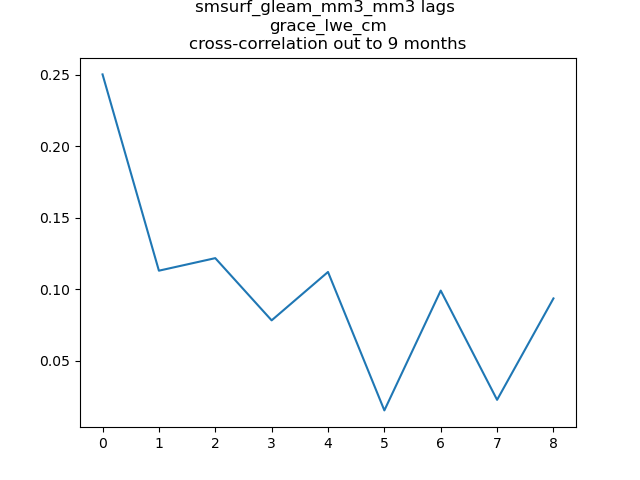 smsurf_gleam_mm3_mm3 lags
grace_lwe_cm
cross-correlation out to 9 months
0.25
0.20
0.15
0.10
0.05
0 1 2 3 4 5 6 7 8